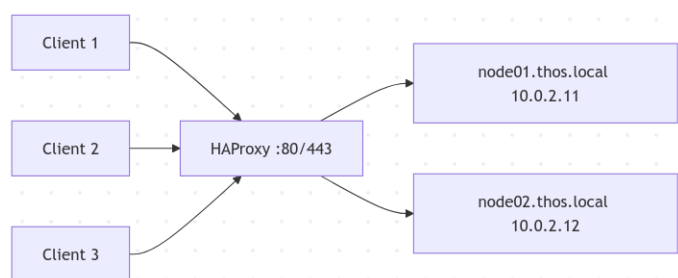 Client 1
Client 2
Client 3
HAProxy :80/443
node01.thos.local
10.0.2.11
node02.thos.local
10.0.2.12